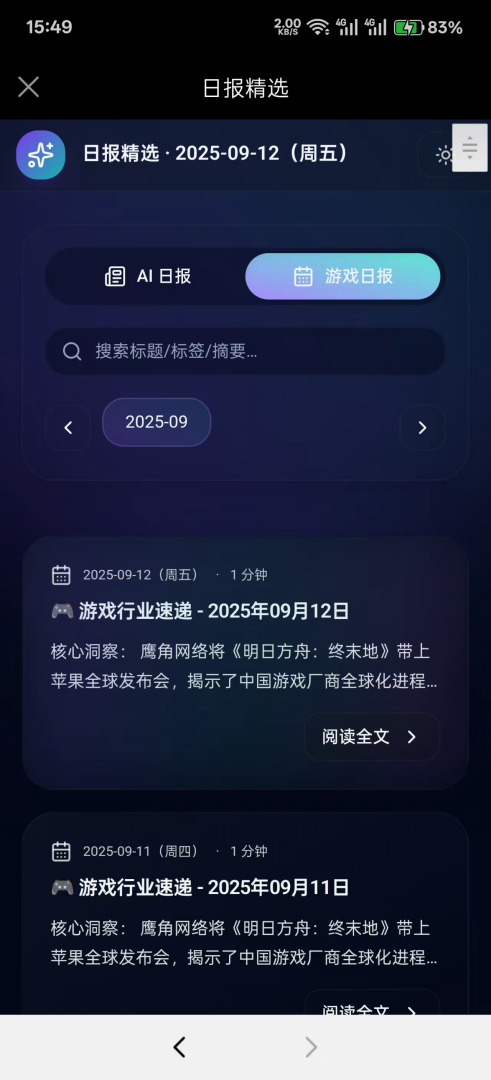 15:49
2.00 KB/S 4G 4G 83%
日报精选
日报精选 · 2025-09-12（周五）
AI 日报
游戏日报
搜索标题/标签/摘要...
2025-09
2025-09-12（周五） · 1 分钟
游戏行业速递 - 2025年09月12日
核心洞察： 鹰角网络将《明日方舟：终末地》带上
苹果全球发布会，揭示了中国游戏厂商全球化进程...
阅读全文
2025-09-11（周四） · 1 分钟
游戏行业速递 - 2025年09月11日
核心洞察： 鹰角网络将《明日方舟：终末地》带上
苹果全球发布会，揭示了中国游戏厂商全球化进程...
阅读全文